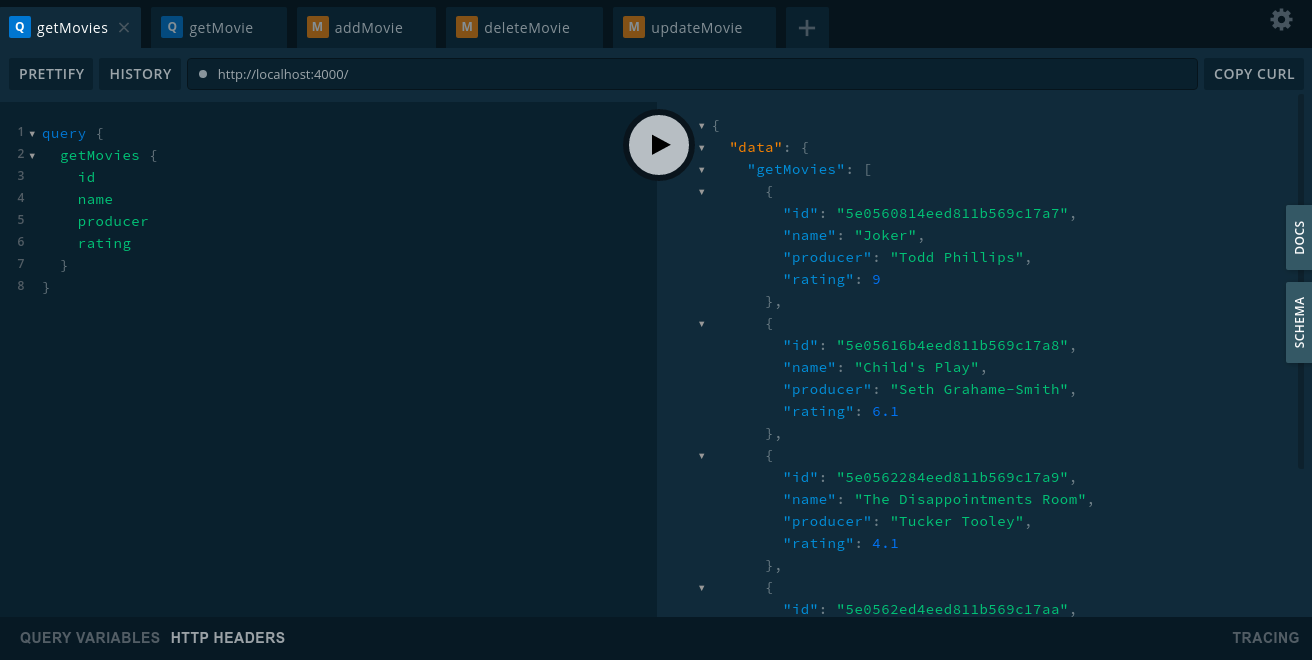 Q getMovies Q getMovie M addMovie M deleteMovie M updateMovie
PRETTIFY HISTORY http://localhost:4000/ COPY CURL
1 query {
2 getMovies {
3 id
4 name
5 producer
6 rating
7 }
8 }
{
"data": {
"getMovies": [
{
"id": "5e0560814eed811b569c17a7",
"name": "Joker",
"producer": "Todd Phillips",
"rating": 9
},
{
"id": "5e05616b4eed811b569c17a8",
"name": "Child's Play",
"producer": "Seth Grahame-Smith",
"rating": 6.1
},
{
"id": "5e0562284eed811b569c17a9",
"name": "The Disappointments Room",
"producer": "Tucker Tooley",
"rating": 4.1
},
{
"id": "5e0562ed4eed811b569c17aa",
DOCS
SCHEMA
QUERY VARIABLES HTTP HEADERS TRACING